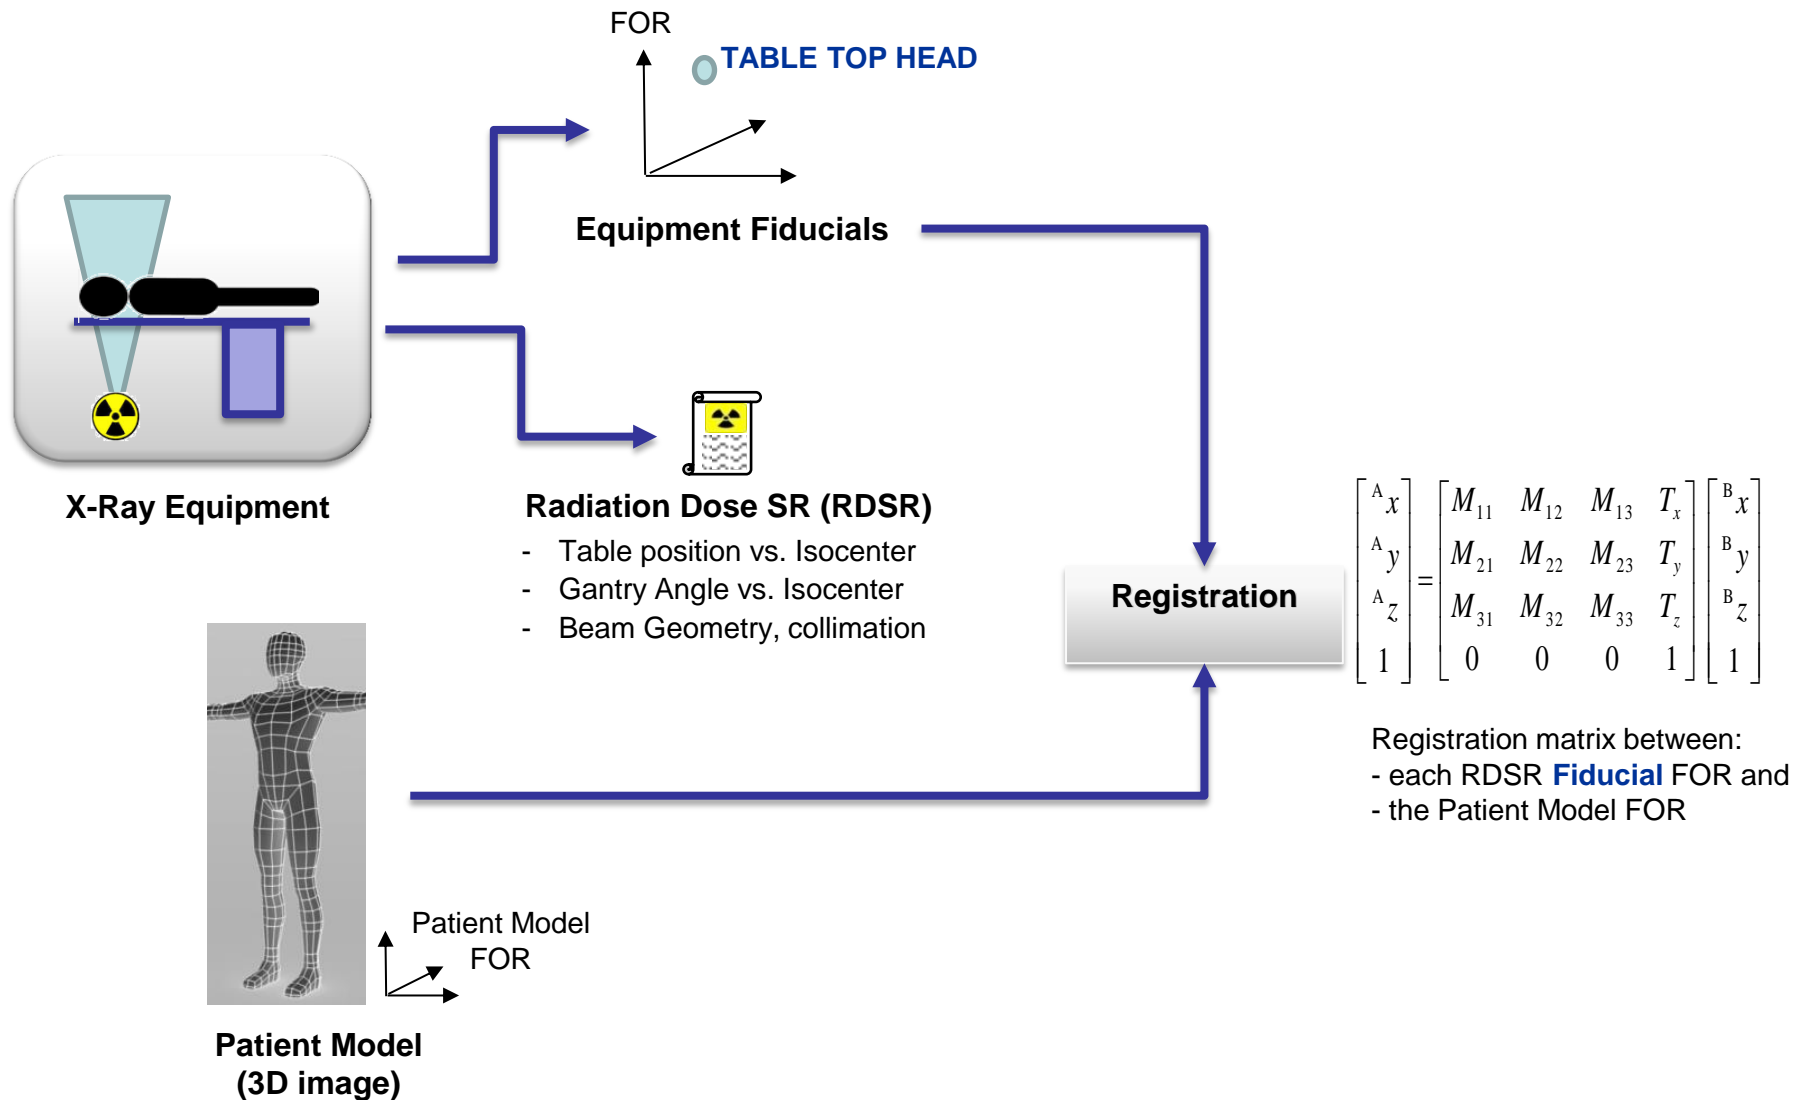 FOR
TABLE TOP HEAD
Equipment Fiducials
X-Ray Equipment
Radiation Dose SR (RDSR)
- Table position vs. Isocenter
- Gantry Angle vs. Isocenter
- Beam Geometry, collimation
Registration
[ᴬx] = [M₁₁ M₁₂ M₁₃ Tₓ] [ᴮx]
[ᴬy] = [M₂₁ M₂₂ M₂₃ T_y] [ᴮy]
[ᴬz] = [M₃₁ M₃₂ M₃₃ T_z] [ᴮz]
[1] = [0 0 0 1] [1]
Registration matrix between:
- each RDSR Fiducial FOR and
- the Patient Model FOR
Patient Model
FOR
Patient Model
(3D image)